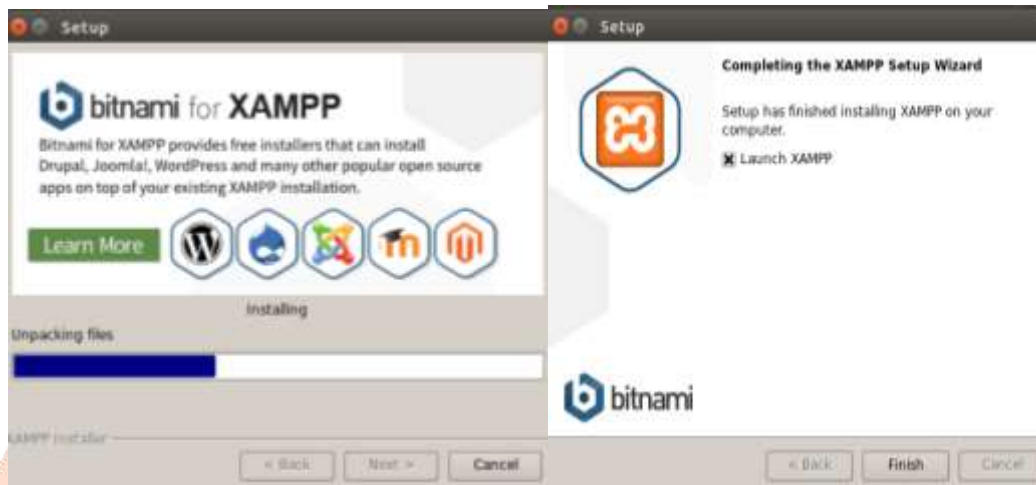 Setup
bitnami for XAMPP
Bitnami for XAMPP provides free installers that can install
Drupal, Joomla!, WordPress and many other popular open source
apps on top of your existing XAMPP installation.
Learn More
Installing
Unpacking files
XAMPP Installer
< Back Next > Cancel
Setup
Completing the XAMPP Setup Wizard
Setup has finished installing XAMPP on your
computer.
Launch XAMPP
bitnami
< Back Finish Cancel